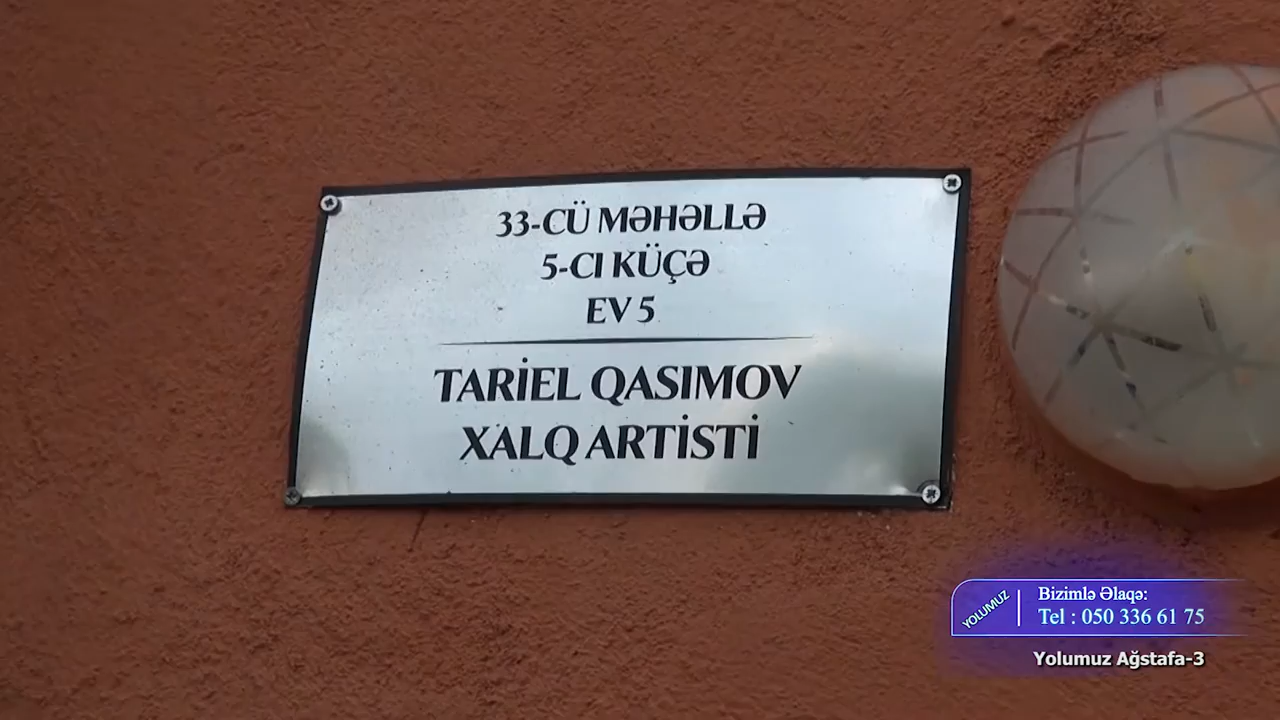 33-CÜ MƏHƏLLƏ
5-CI KÜÇƏ
EV 5
TARİEL QASIMOV
XALQ ARTİSTİ
YOLUMUZ
Bizimlə Əlaqə:
Tel : 050 336 61 75
Yolumuz Ağstafa-3